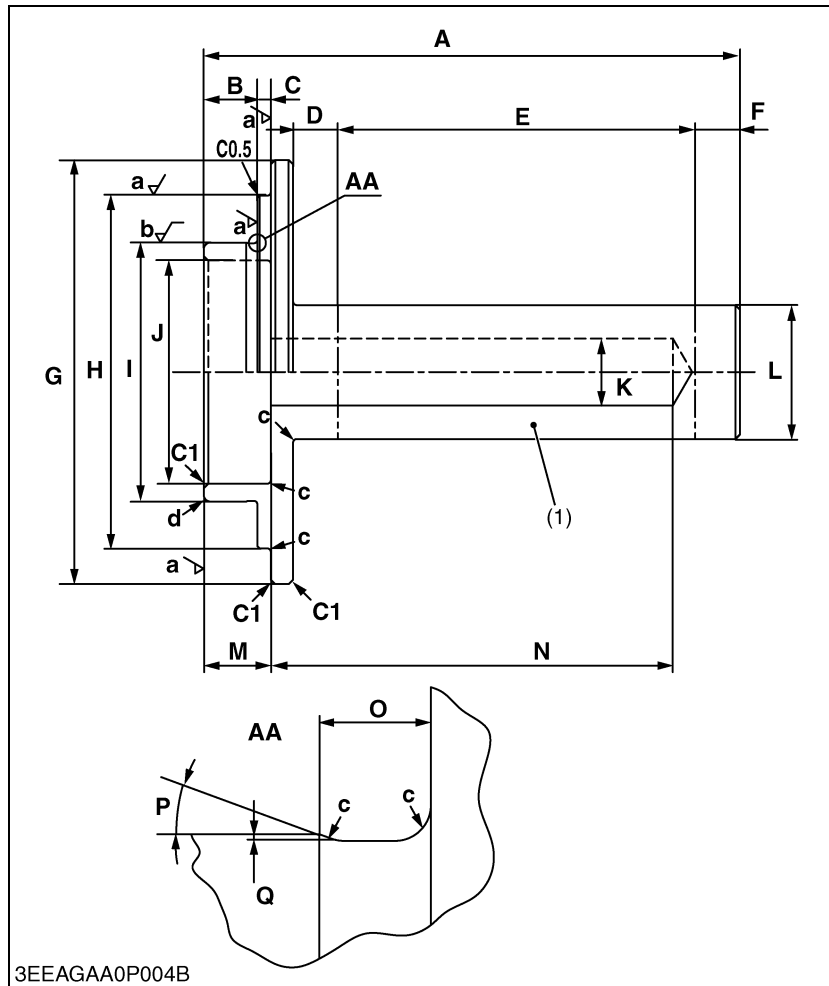 A
B C
D E F
a
C0.5
a AA
a
b
G H I J K L
c
C1
c
d
c
(1)
a
C1 C1
M N
O
AA
P c c
Q
3EEAGAA0P004B